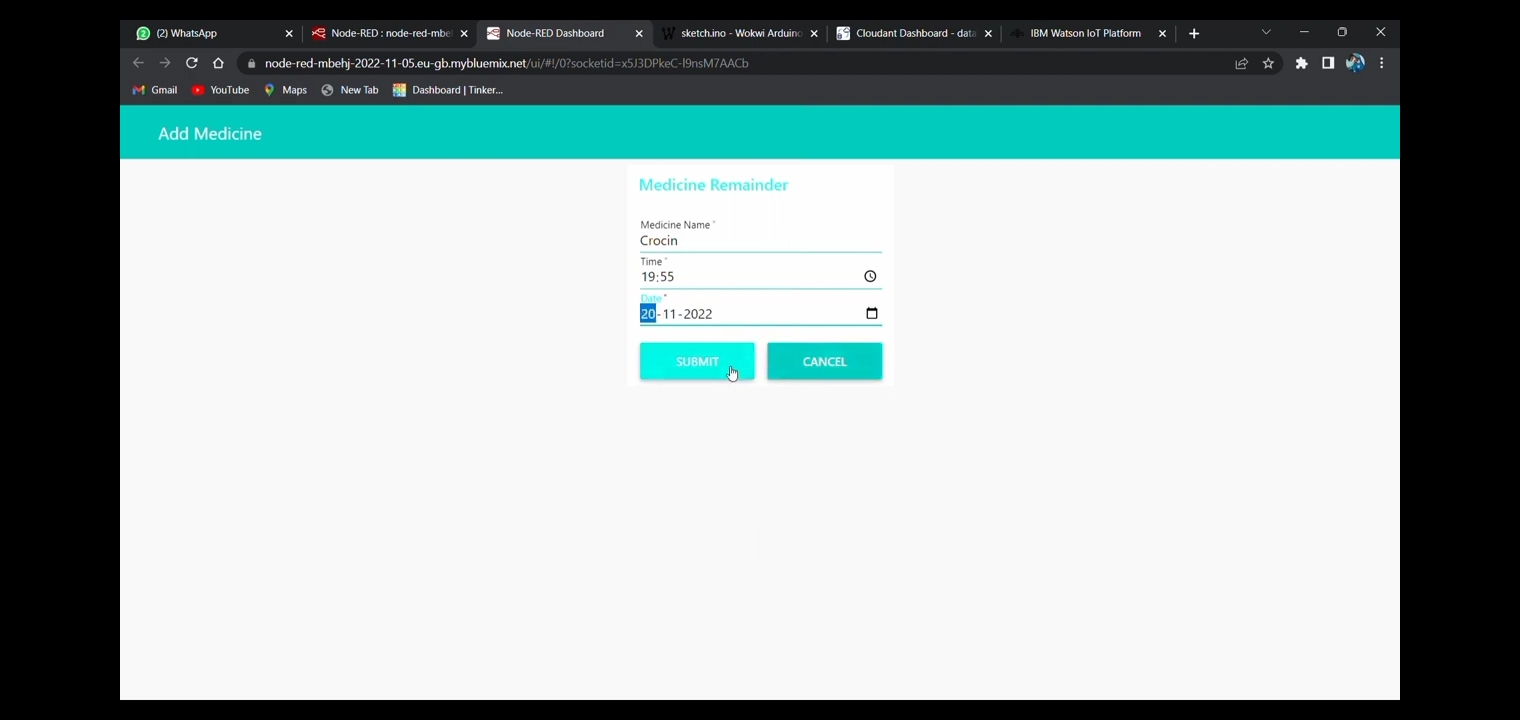 (2) WhatsApp
Node-RED : node-red-mbeh
Node-RED Dashboard
sketch.ino - Wokwi Arduino
Cloudant Dashboard - data
IBM Watson IoT Platform
node-red-mbehj-2022-11-05.eu-gb.mybluemix.net/ui/#!/0?socketid=x5J3DPkeC-l9nsM7AACb
Gmail
YouTube
Maps
New Tab
Dashboard | Tinker...
Add Medicine
Medicine Remainder
Medicine Name *
Crocin
Time *
19:55
Date *
20-11-2022
SUBMIT
CANCEL